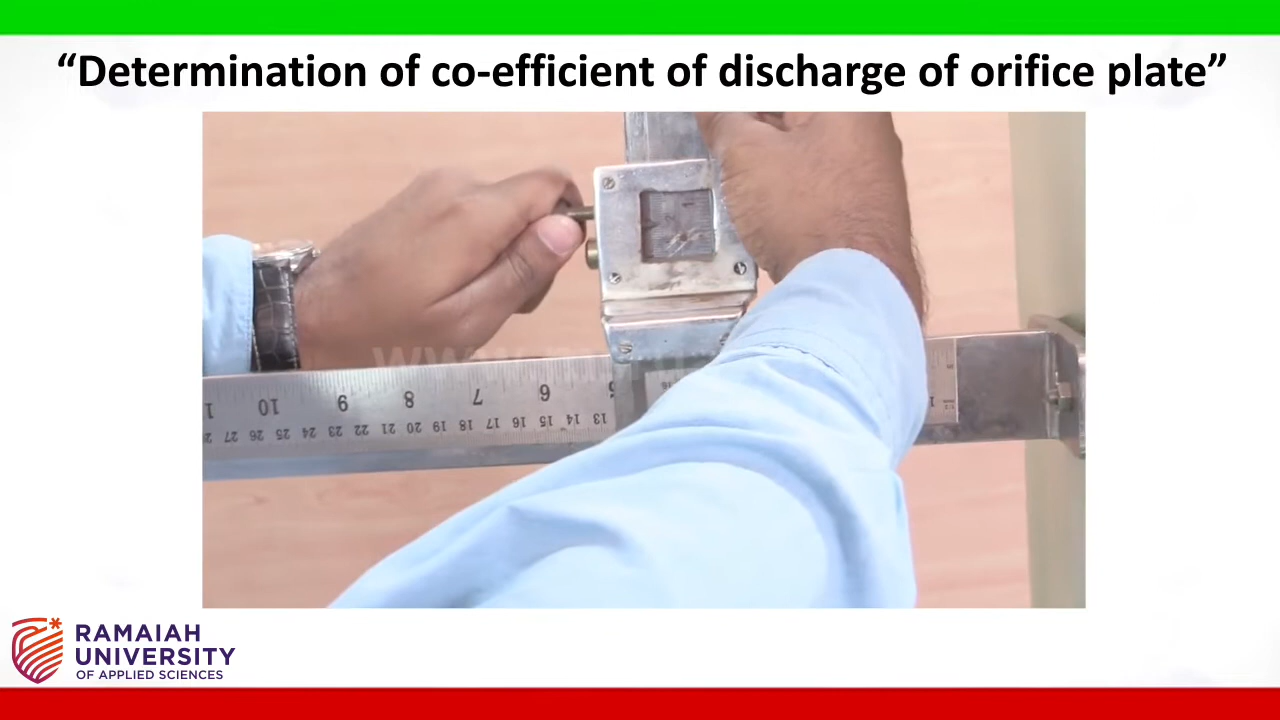 “Determination of co-efficient of discharge of orifice plate”
10 9 8 7 6
27 26 25 24 23 22 21 20 19 18 17 16 15 14 13
RAMAIAH
UNIVERSITY
OF APPLIED SCIENCES